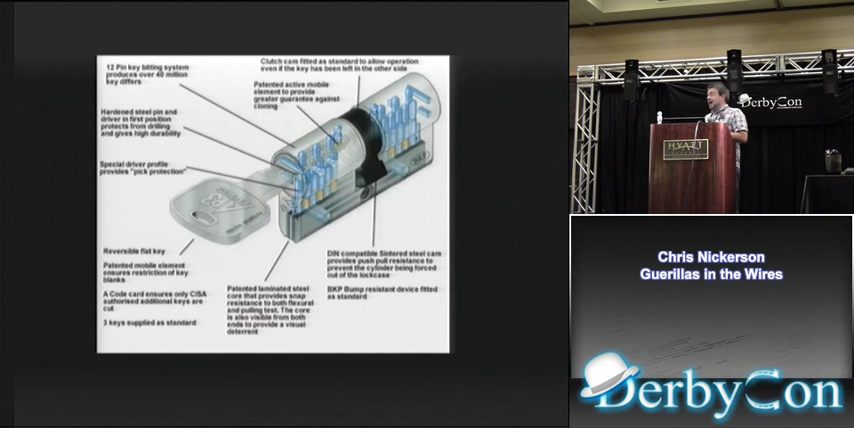 12 Pin key bitting system
produces over 40 million
key differs
Clutch cam fitted as standard to allow operation
even if the key has been left in the other side
Patented active mobile
element to provide
greater guarantee against
cloning
Hardened steel pin and
driver in first position
protects from drilling
and gives high durability
Special driver profile
provides "pick protection"
Reversible flat key
Patented mobile element
ensures restriction of key
blanks
A Code card ensures only CISA
authorised additional keys are
cut
3 keys supplied as standard
Patented laminated steel
core that provides snap
resistance to both flexural
and pulling test. The core
is also visible from both
ends to provide a visual
deterrent
DIN compatible Sintered steel cam
provides push pull resistance to
prevent the cylinder being forced
out of the lockcase
BKP Bump resistant device fitted
as standard
DerbyCon
HYATT
Chris Nickerson
Guerillas in the Wires
DerbyCon